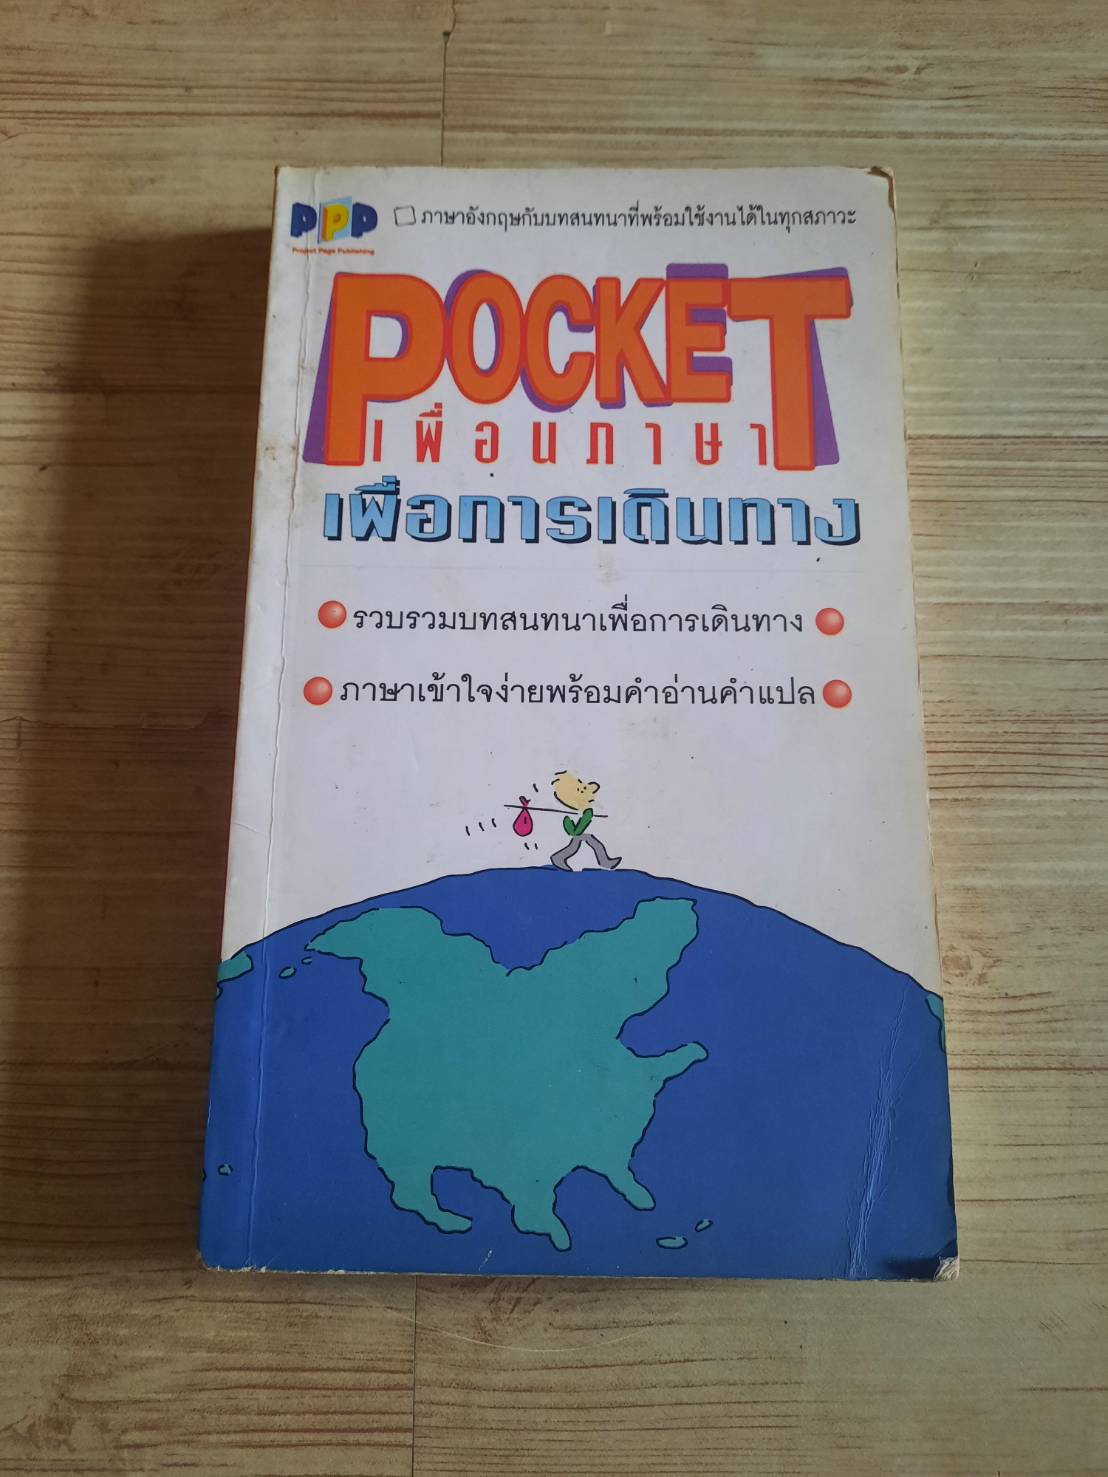 PPP
Project Page Publishing
ภาษาอังกฤษกับบทสนทนาที่พร้อมใช้งานได้ในทุกสภาวะ
POCKET
เพื่อนภาษา
เพื่อการเดินทาง
รวบรวมบทสนทนาเพื่อการเดินทาง
ภาษาเข้าใจง่ายพร้อมคำอ่านคำแปล